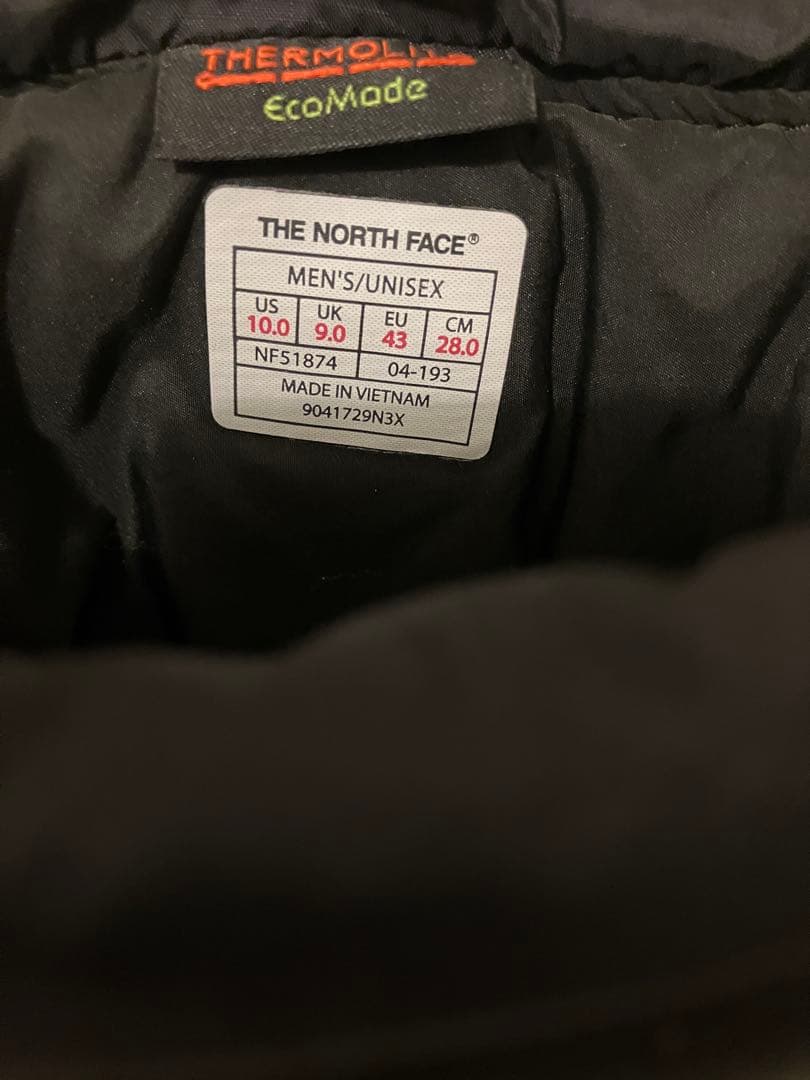 THERMOLITE
EcoMade
THE NORTH FACE®
MEN'S/UNISEX
US UK EU CM
10.0 9.0 43 28.0
NF51874 04-193
MADE IN VIETNAM
9041729N3X